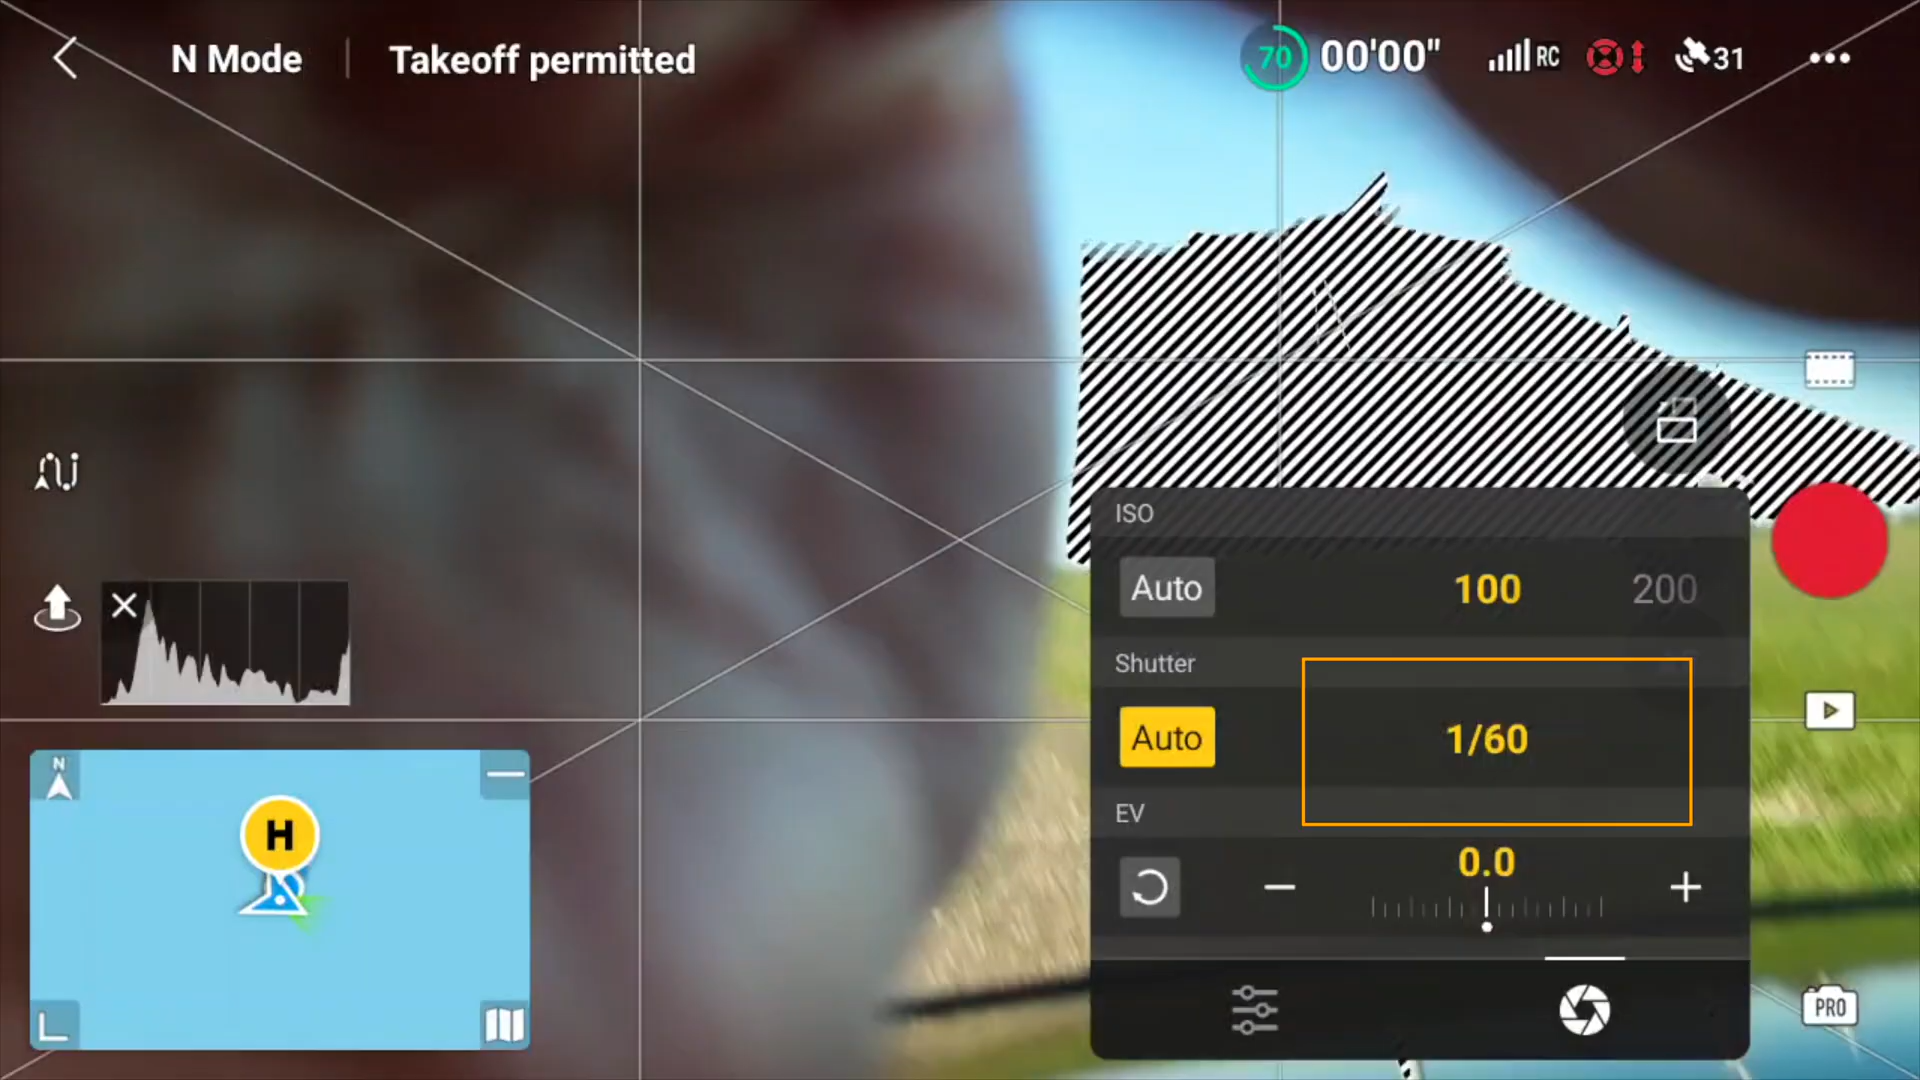 N Mode | Takeoff permitted 70 00'00" RC 31
ISO
Auto 100 200
Shutter
Auto 1/60
EV
0.0
N
H
PRO